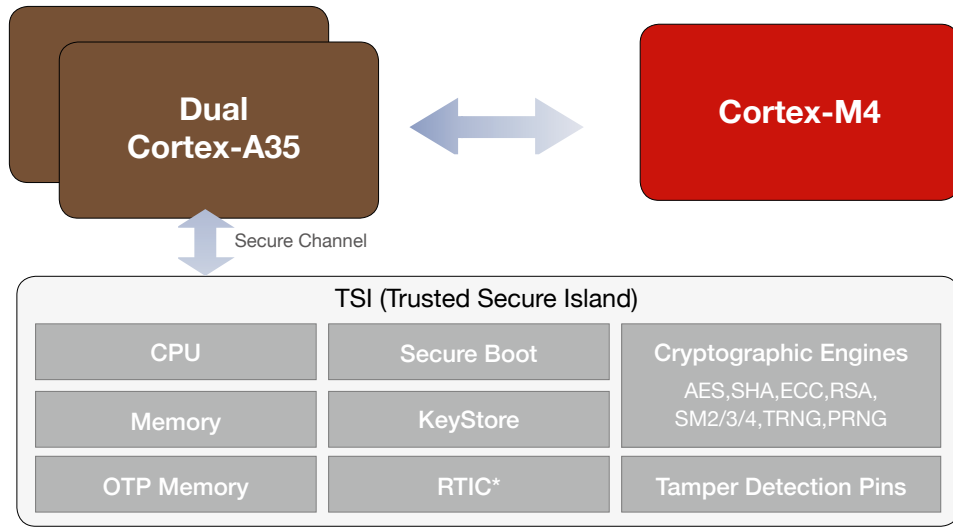 Dual
Cortex-A35
Cortex-M4
Secure Channel
TSI (Trusted Secure Island)
CPU
Secure Boot
Cryptographic Engines
AES,SHA,ECC,RSA,
SM2/3/4,TRNG,PRNG
Memory
KeyStore
OTP Memory
RTIC*
Tamper Detection Pins